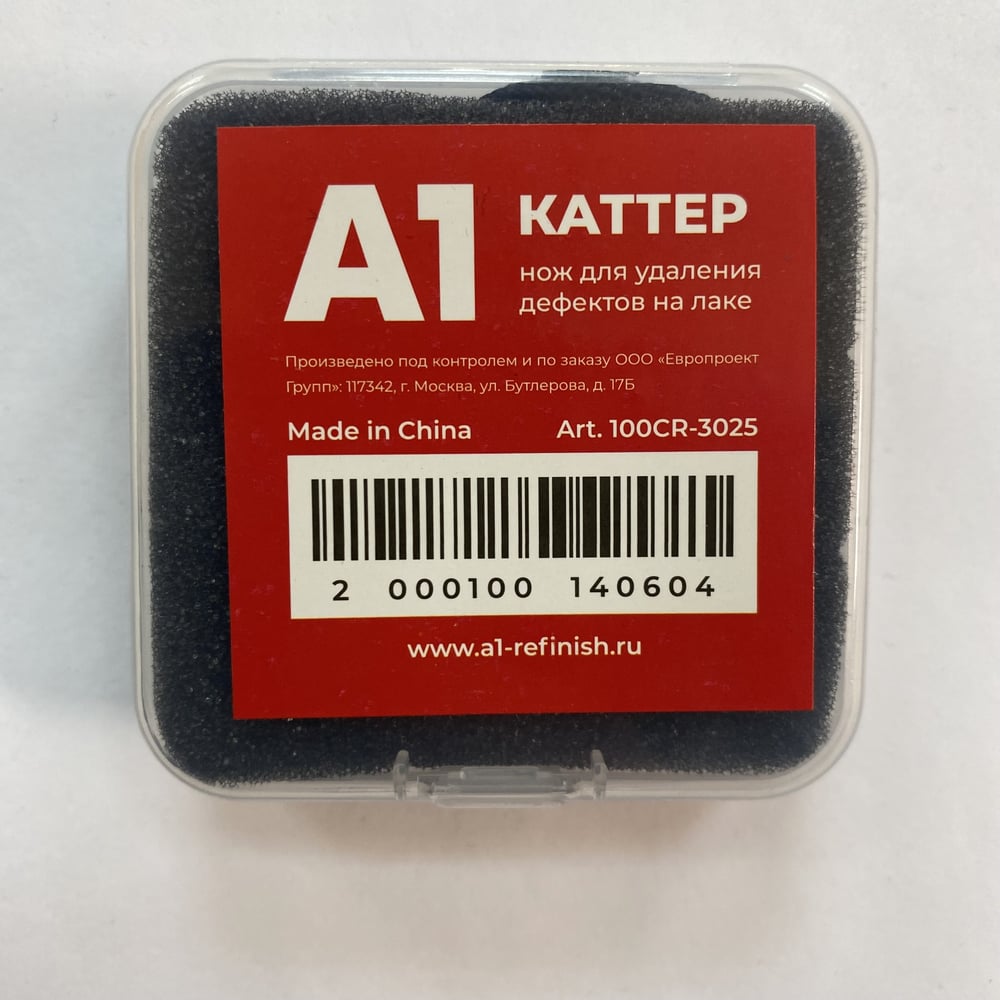 A1
КАТТЕР
нож для удаления
дефектов на лаке
Произведено под контролем и по заказу ООО «Европроект
Групп»: 117342, г. Москва, ул. Бутлерова, д. 17Б
Made in China
Art. 100CR-3025
2 000100 140604
www.a1-refinish.ru